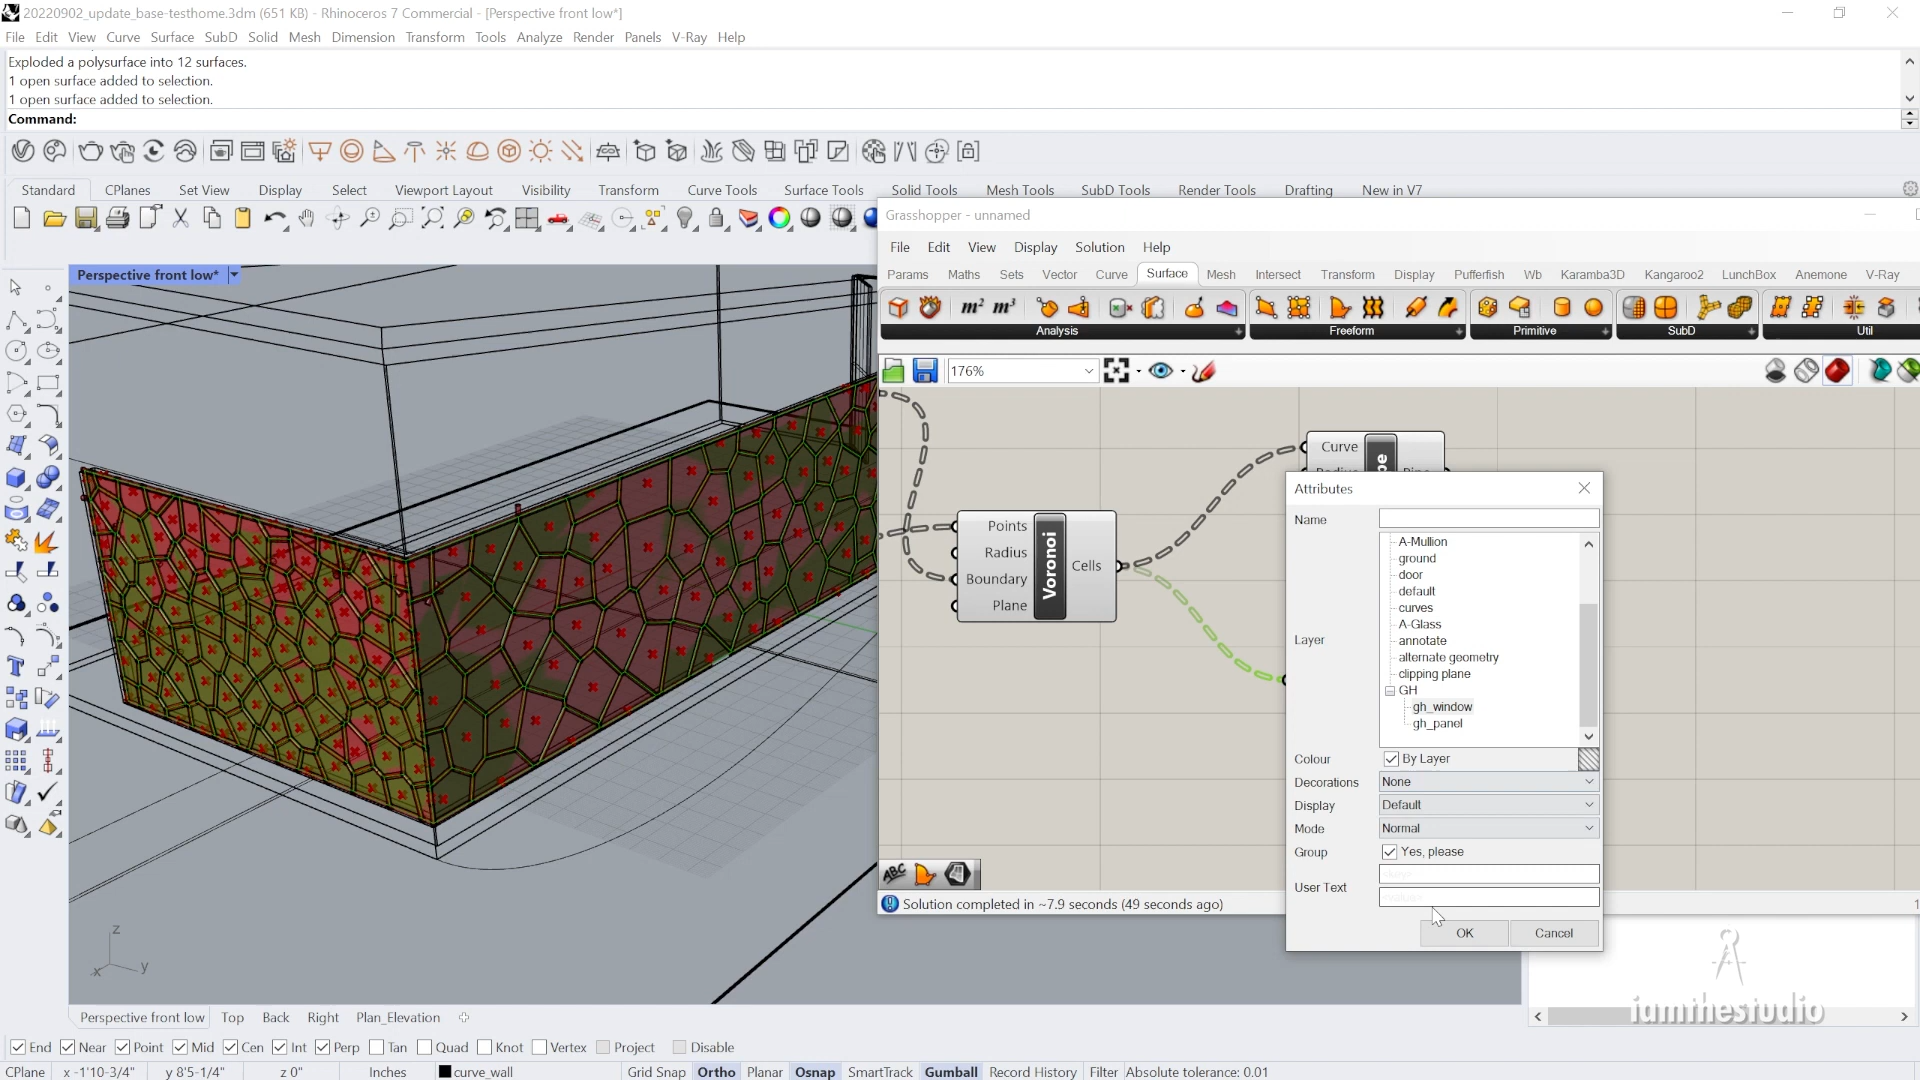 20220902_update_base-testhome.3dm (651 KB) - Rhinoceros 7 Commercial - [Perspective front low*]
File Edit View Curve Surface SubD Solid Mesh Dimension Transform Tools Analyze Render Panels V-Ray Help
Exploded a polysurface into 12 surfaces.
1 open surface added to selection.
1 open surface added to selection.
Command:
Standard CPlanes Set View Display Select Viewport Layout Visibility Transform Curve Tools Surface Tools Solid Tools Mesh Tools SubD Tools Render Tools Drafting New in V7
Grasshopper - unnamed
File Edit View Display Solution Help
Params Maths Sets Vector Curve Surface Mesh Intersect Transform Display Pufferfish Wb Karamba3D Kangaroo2 LunchBox Anemone V-Ray
m² m³
Analysis Freeform Primitive SubD Util
176%
Perspective front low*
Curve
Points
Radius
Boundary
Plane
Voronoi
Cells
Attributes
Name
A-Mullion
ground
door
default
curves
A-Glass
Layer
annotate
alternate geometry
clipping plane
GH
gh_window
gh_panel
Colour By Layer
Decorations None
Display Default
Mode Normal
Group Yes, please
User Text
OK Cancel
ABC
Solution completed in ~7.9 seconds (49 seconds ago)
z
x y
iamthestudio
Perspective front low Top Back Right Plan_Elevation
End Near Point Mid Cen Int Perp Tan Quad Knot Vertex Project Disable
CPlane x -1'10-3/4" y 8'5-1/4" z 0" Inches curve_wall Grid Snap Ortho Planar Osnap SmartTrack Gumball Record History Filter Absolute tolerance: 0.01